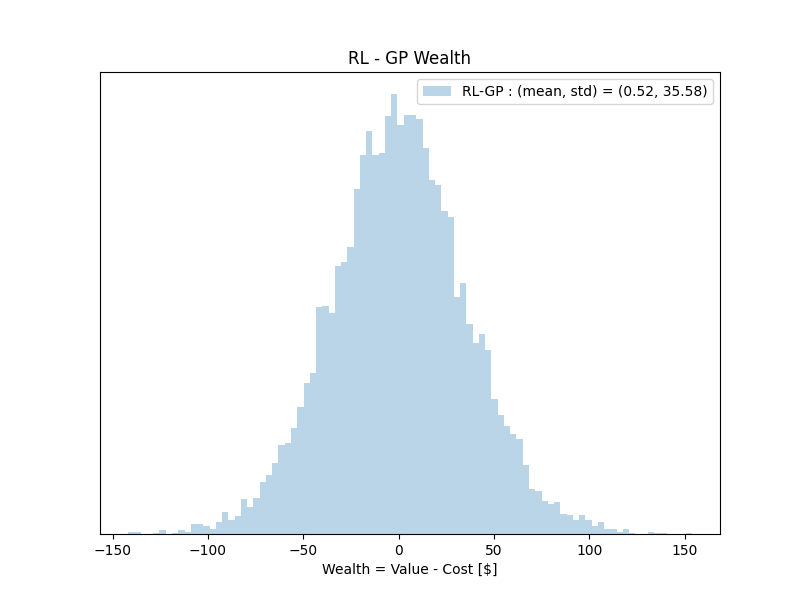 RL - GP Wealth
RL-GP : (mean, std) = (0.52, 35.58)
−150 −100 −50 0 50 100 150
Wealth = Value - Cost [$]